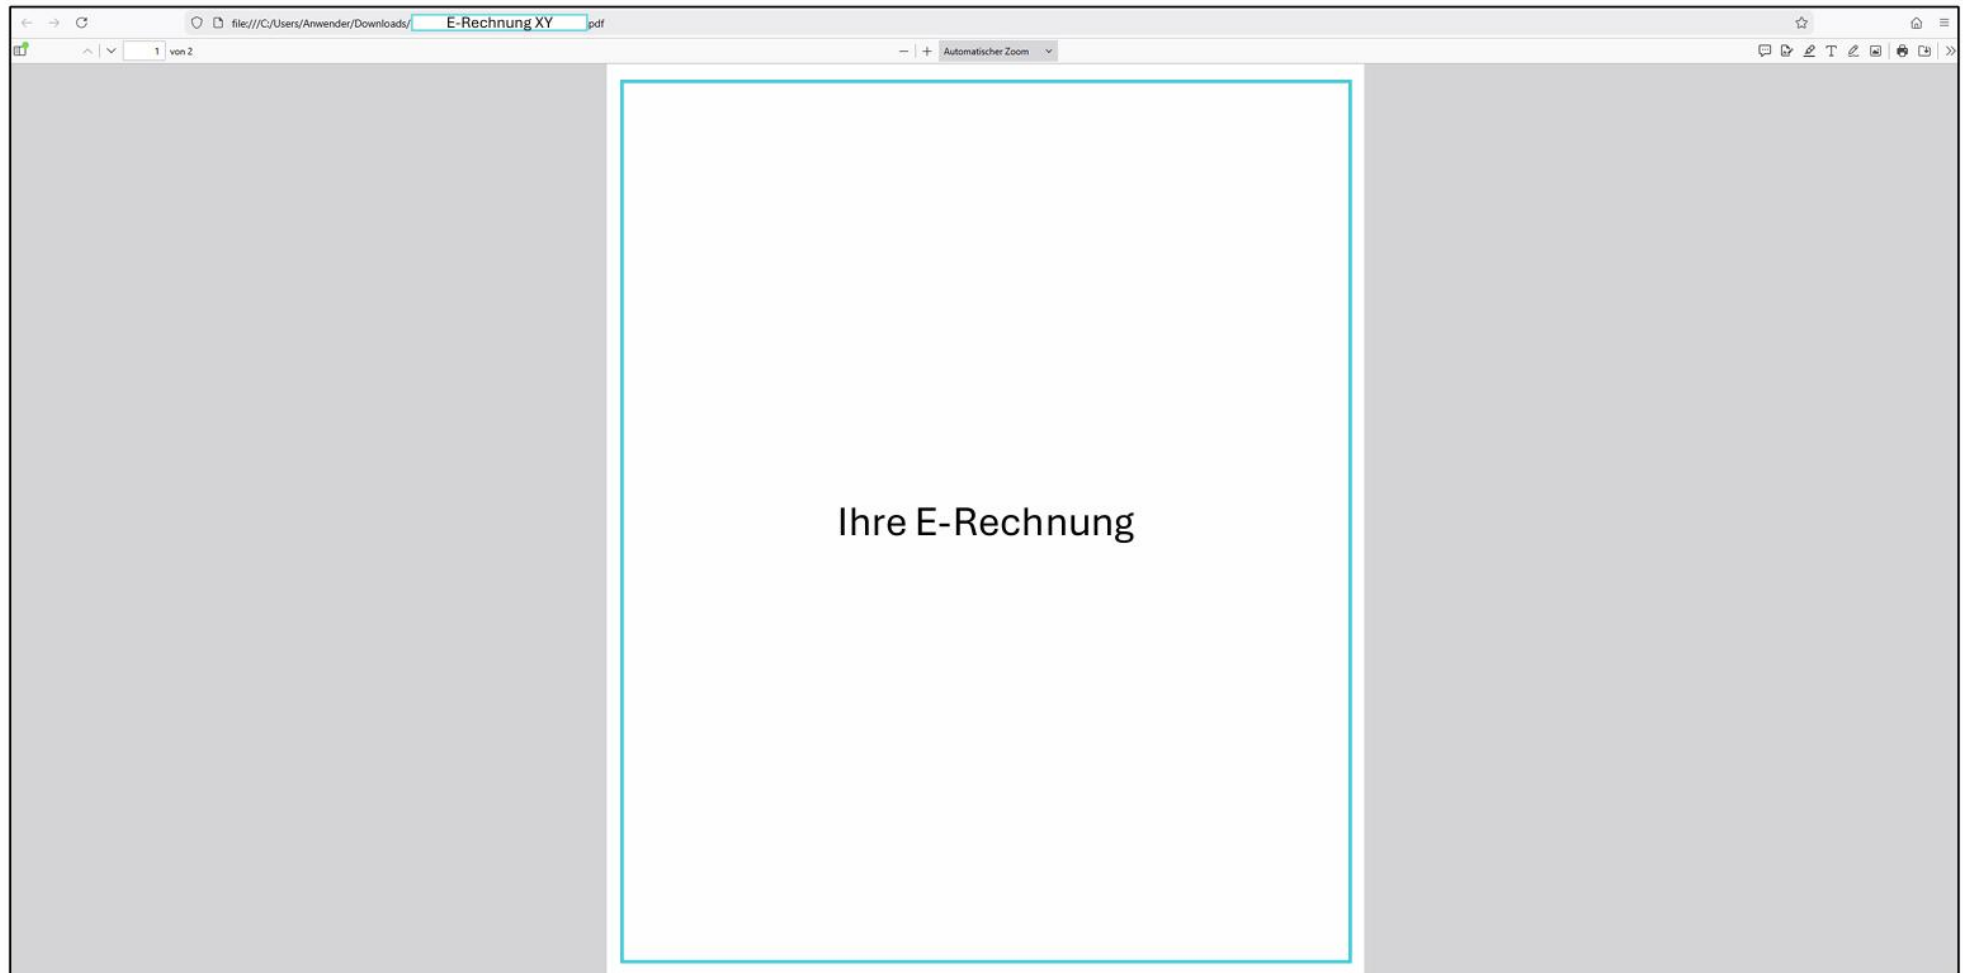 file:///C:/Users/Anwender/Downloads/ E-Rechnung XY .pdf
1 von 2 Automatischer Zoom
Ihre E-Rechnung